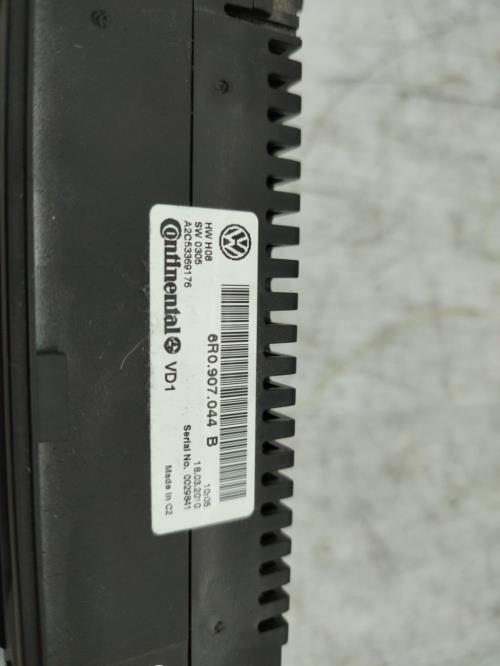 HW H08
SW 0305
A2C53369176
Continental VD1
6R0.907.044 B
10:05
18.03.2010
Serial No. 0029841
Made in CZ